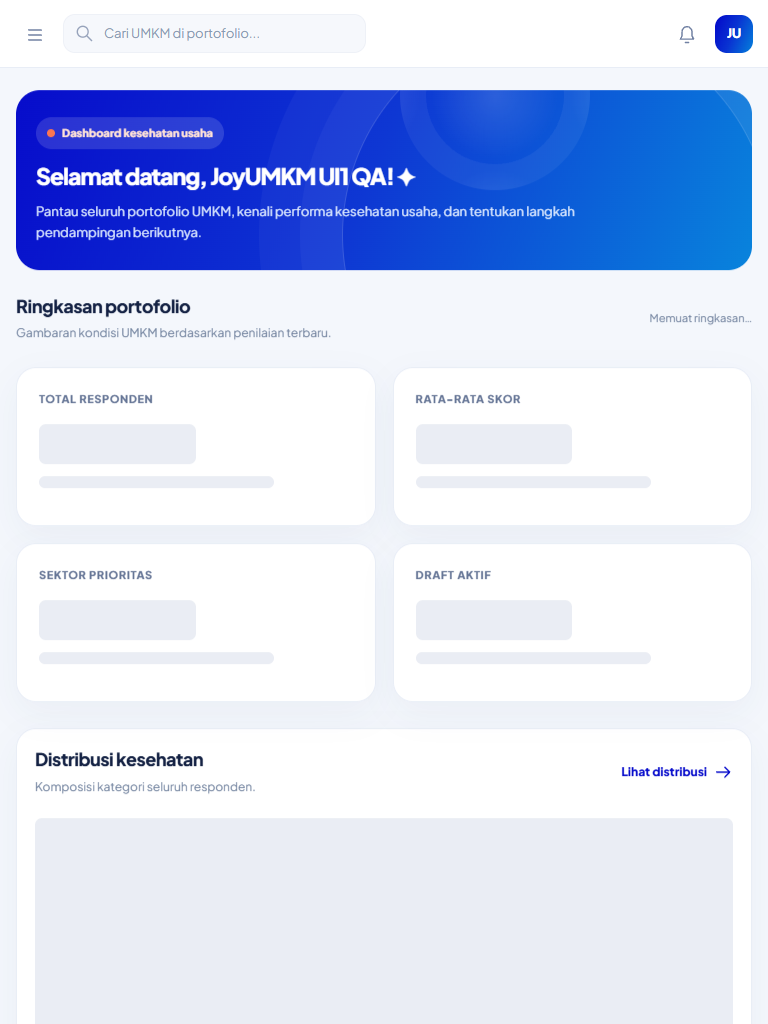 Cari UMKM di portofolio...
JU
Dashboard kesehatan usaha
Selamat datang, JoyUMKM UI1 QA!
Pantau seluruh portofolio UMKM, kenali performa kesehatan usaha, dan tentukan langkah
pendampingan berikutnya.
Ringkasan portofolio
Gambaran kondisi UMKM berdasarkan penilaian terbaru.
Memuat ringkasan…
TOTAL RESPONDEN
RATA-RATA SKOR
SEKTOR PRIORITAS
DRAFT AKTIF
Distribusi kesehatan
Komposisi kategori seluruh responden.
Lihat distribusi